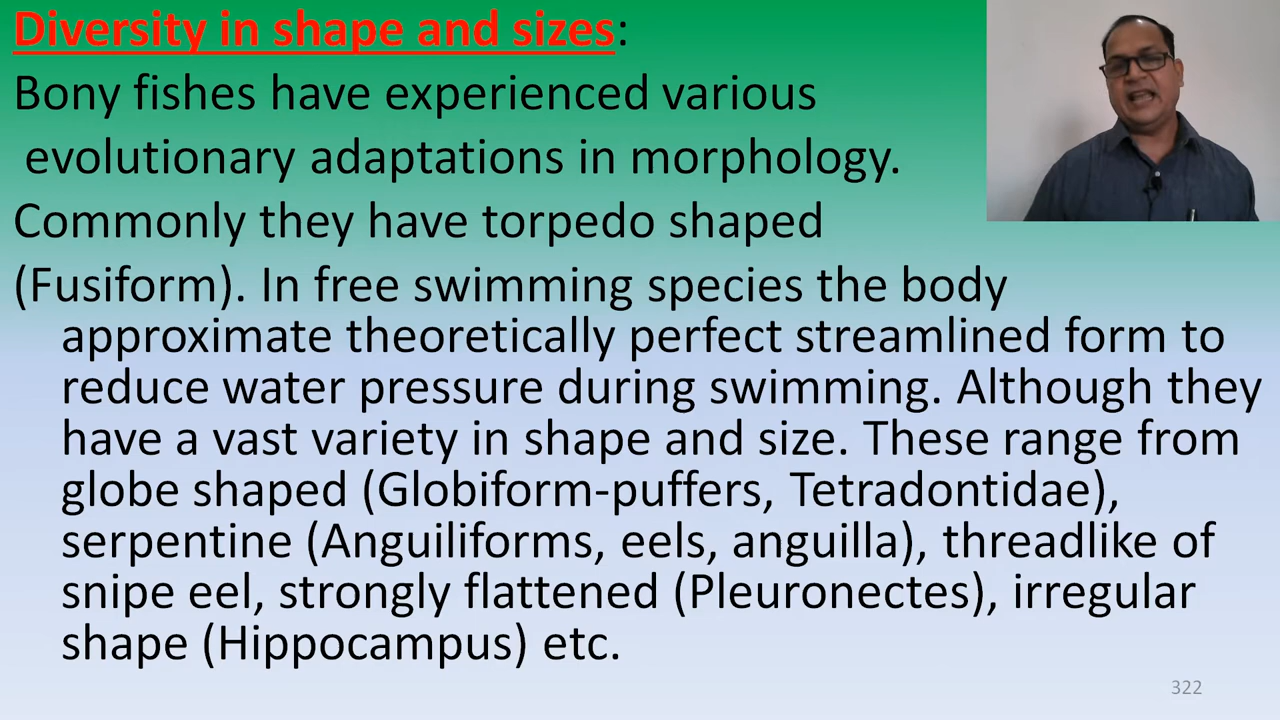 Diversity in shape and sizes:
Bony fishes have experienced various
evolutionary adaptations in morphology.
Commonly they have torpedo shaped
(Fusiform). In free swimming species the body
approximate theoretically perfect streamlined form to
reduce water pressure during swimming. Although they
have a vast variety in shape and size. These range from
globe shaped (Globiform-puffers, Tetradontidae),
serpentine (Anguiliforms, eels, anguilla), threadlike of
snipe eel, strongly flattened (Pleuronectes), irregular
shape (Hippocampus) etc.
322